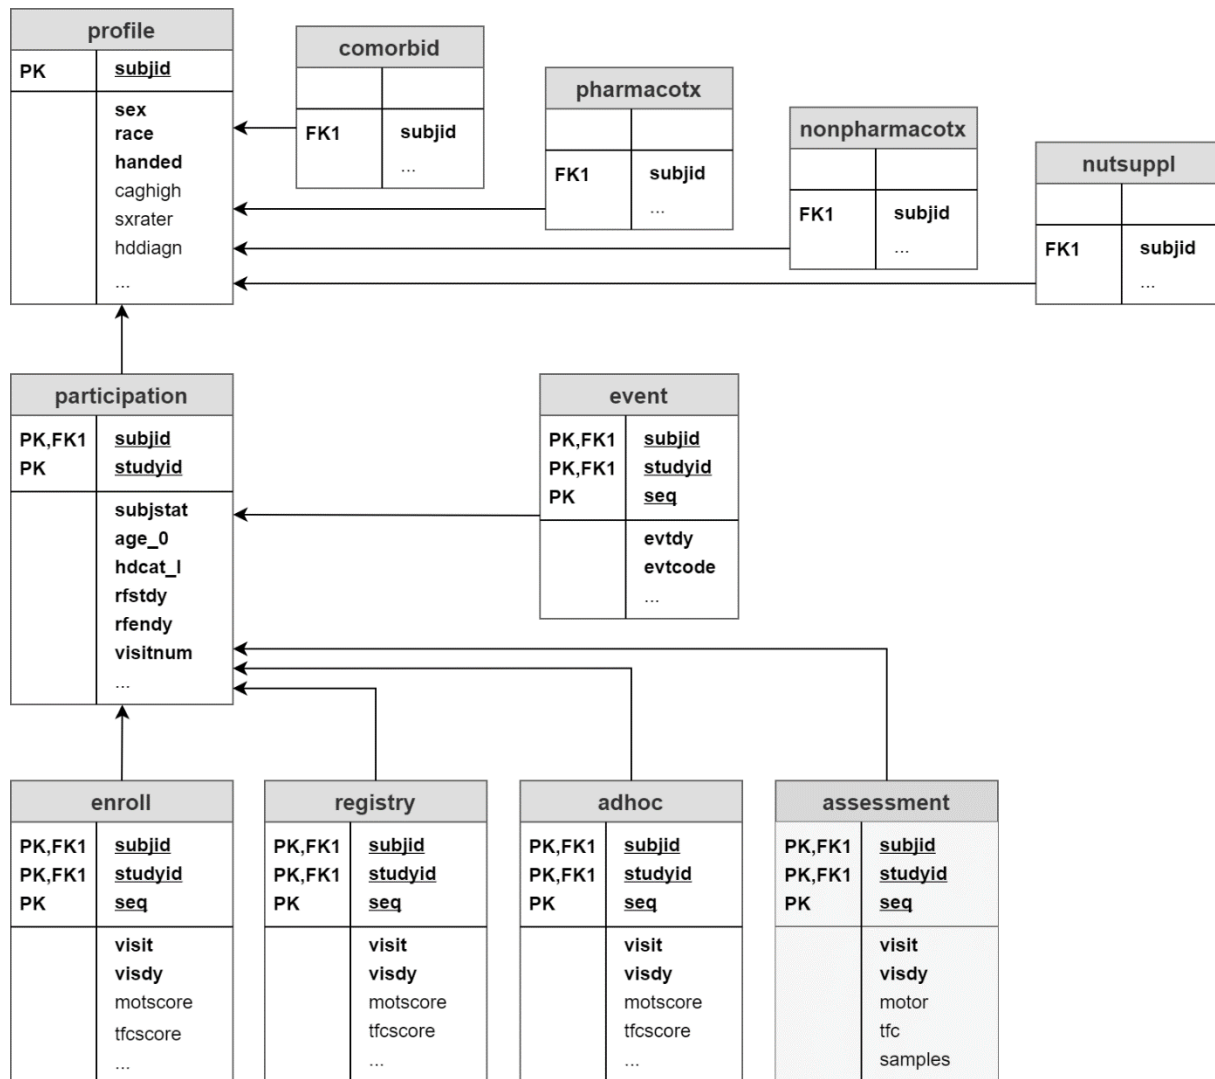 profile
PK subjid
sex
race
handed
caghigh
sxrater
hddiagn
...
comorbid
FK1 subjid
...
pharmacotx
FK1 subjid
...
nonpharmacotx
FK1 subjid
...
nutsuppl
FK1 subjid
...
participation
PK,FK1 subjid
PK studyid
subjstat
age_0
hdcat_l
rfstdy
rfendy
visitnum
...
event
PK,FK1 subjid
PK,FK1 studyid
PK seq
evtdy
evtcode
...
enroll
PK,FK1 subjid
PK,FK1 studyid
PK seq
visit
visdy
motscore
tfcscore
...
registry
PK,FK1 subjid
PK,FK1 studyid
PK seq
visit
visdy
motscore
tfcscore
...
adhoc
PK,FK1 subjid
PK,FK1 studyid
PK seq
visit
visdy
motscore
tfcscore
...
assessment
PK,FK1 subjid
PK,FK1 studyid
PK seq
visit
visdy
motor
tfc
samples